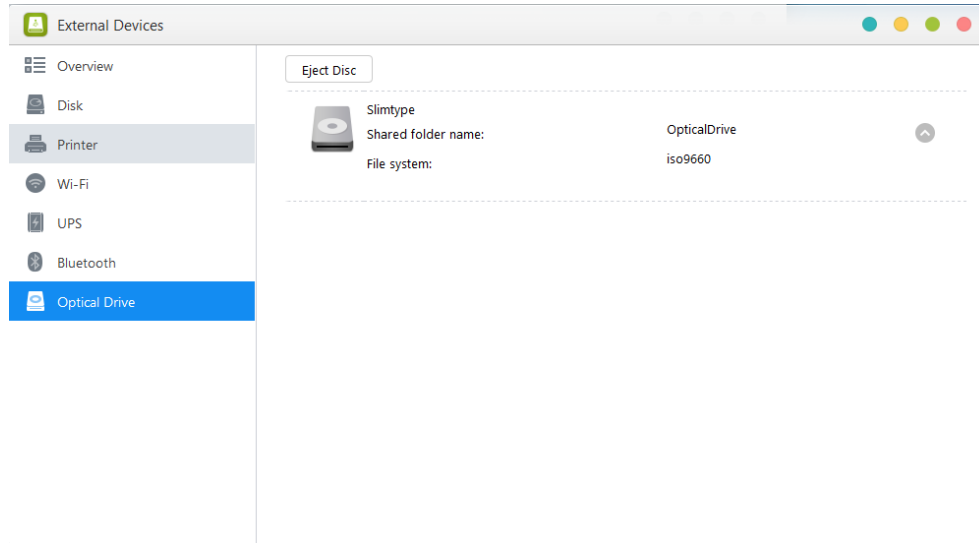 External Devices
Overview
Disk
Printer
Wi-Fi
UPS
Bluetooth
Optical Drive
Eject Disc
Slimtype
Shared folder name: OpticalDrive
File system: iso9660